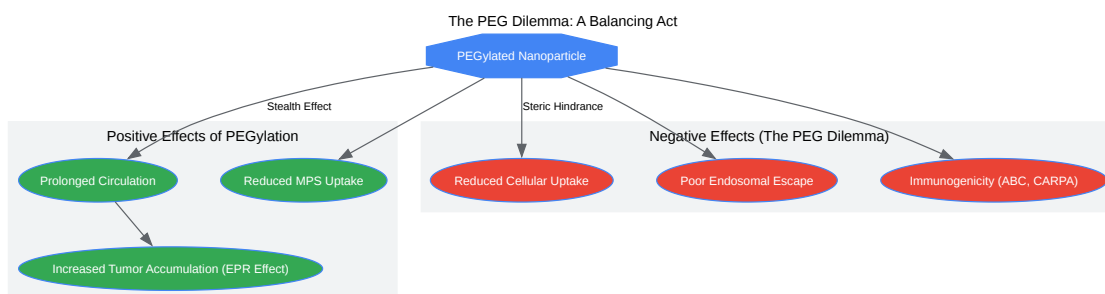 The PEG Dilemma: A Balancing Act
PEGylated Nanoparticle
Stealth Effect
Steric Hindrance
Positive Effects of PEGylation
Negative Effects (The PEG Dilemma)
Prolonged Circulation
Reduced MPS Uptake
Reduced Cellular Uptake
Poor Endosomal Escape
Immunogenicity (ABC, CARPA)
Increased Tumor Accumulation (EPR Effect)